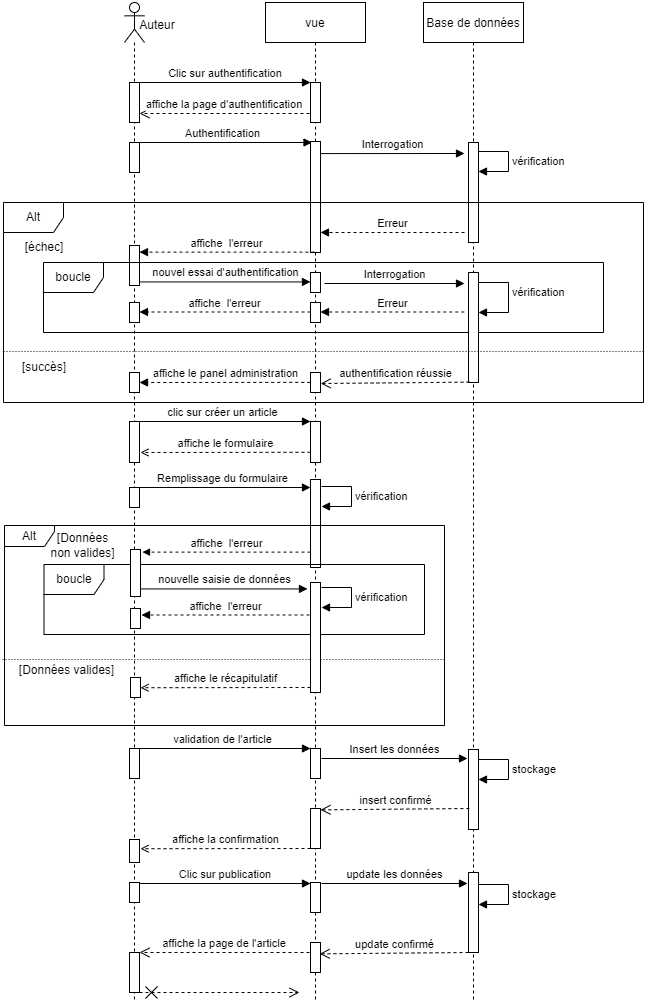 Auteur
vue
Base de données
Clic sur authentification
affiche la page d'authentification
Authentification
Interrogation
vérification
Alt
Erreur
[échec]
affiche l'erreur
boucle
nouvel essai d'authentification
Interrogation
vérification
affiche l'erreur
Erreur
[succès]
affiche le panel administration
authentification réussie
clic sur créer un article
affiche le formulaire
Remplissage du formulaire
vérification
Alt
[Données
non valides]
affiche l'erreur
boucle
nouvelle saisie de données
vérification
affiche l'erreur
[Données valides]
affiche le récapitulatif
validation de l'article
Insert les données
stockage
insert confirmé
affiche la confirmation
Clic sur publication
update les données
stockage
affiche la page de l'article
update confirmé